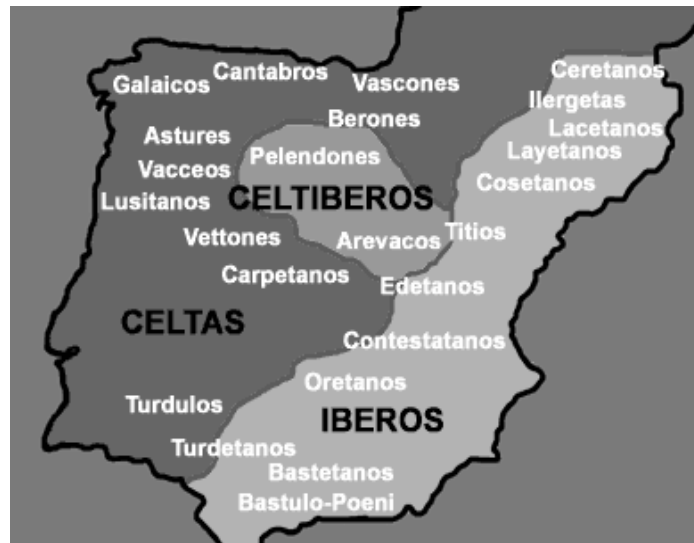 Cantabros
Ceretanos
Galaicos
Vascones
Ilergetas
Berones
Lacetanos
Astures
Layetanos
Pelendones
Vacceos
Cosetanos
CELTIBEROS
Lusitanos
Titios
Vettones
Arevacos
Carpetanos
Edetanos
CELTAS
Contestatanos
Oretanos
Turdulos
IBEROS
Turdetanos
Bastetanos
Bastulo-Poeni